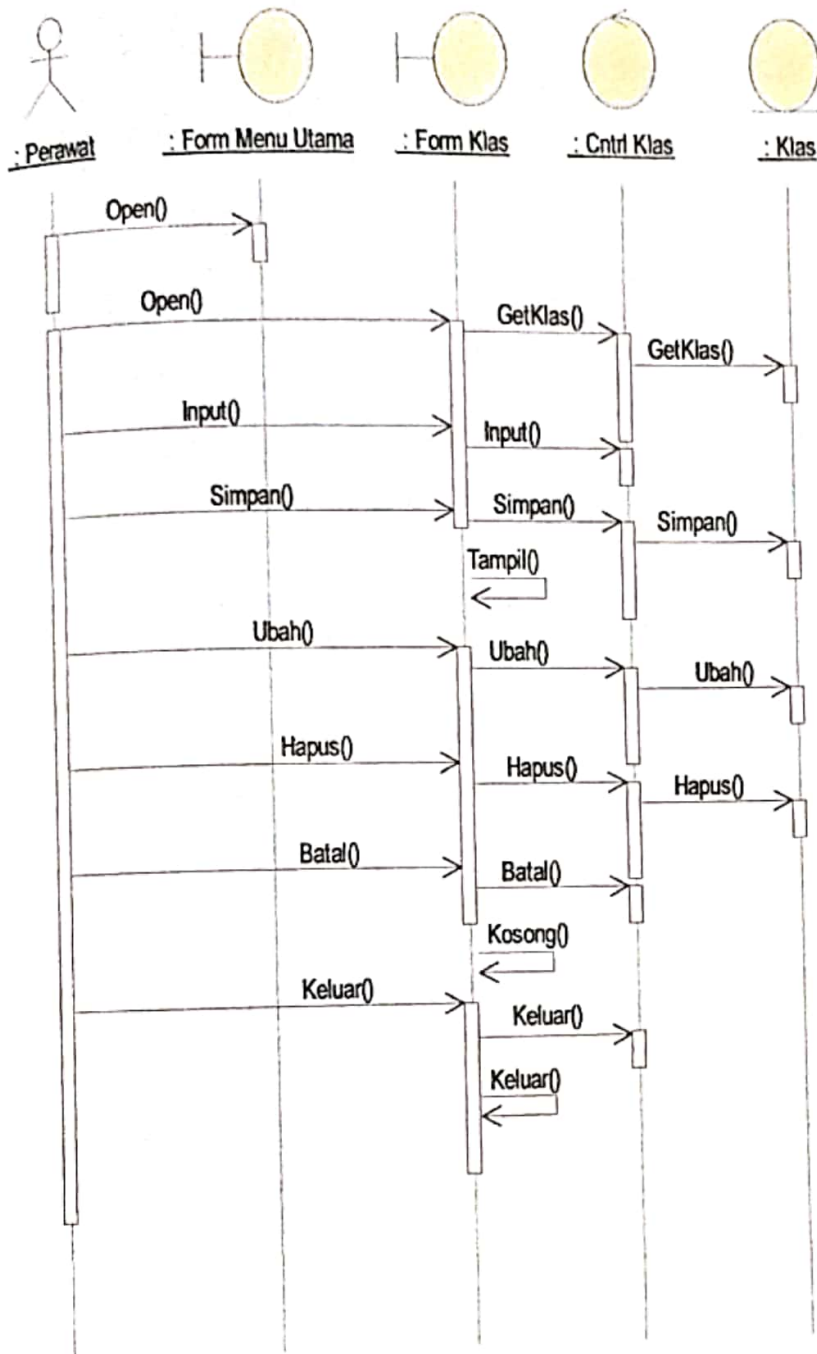 : Perawat
: Form Menu Utama
: Form Klas
: Cntrl Klas
: Klas
Open()
Open()
GetKlas()
GetKlas()
Input()
Input()
Simpan()
Simpan()
Simpan()
Tampil()
Ubah()
Ubah()
Ubah()
Hapus()
Hapus()
Hapus()
Batal()
Batal()
Kosong()
Keluar()
Keluar()
Keluar()